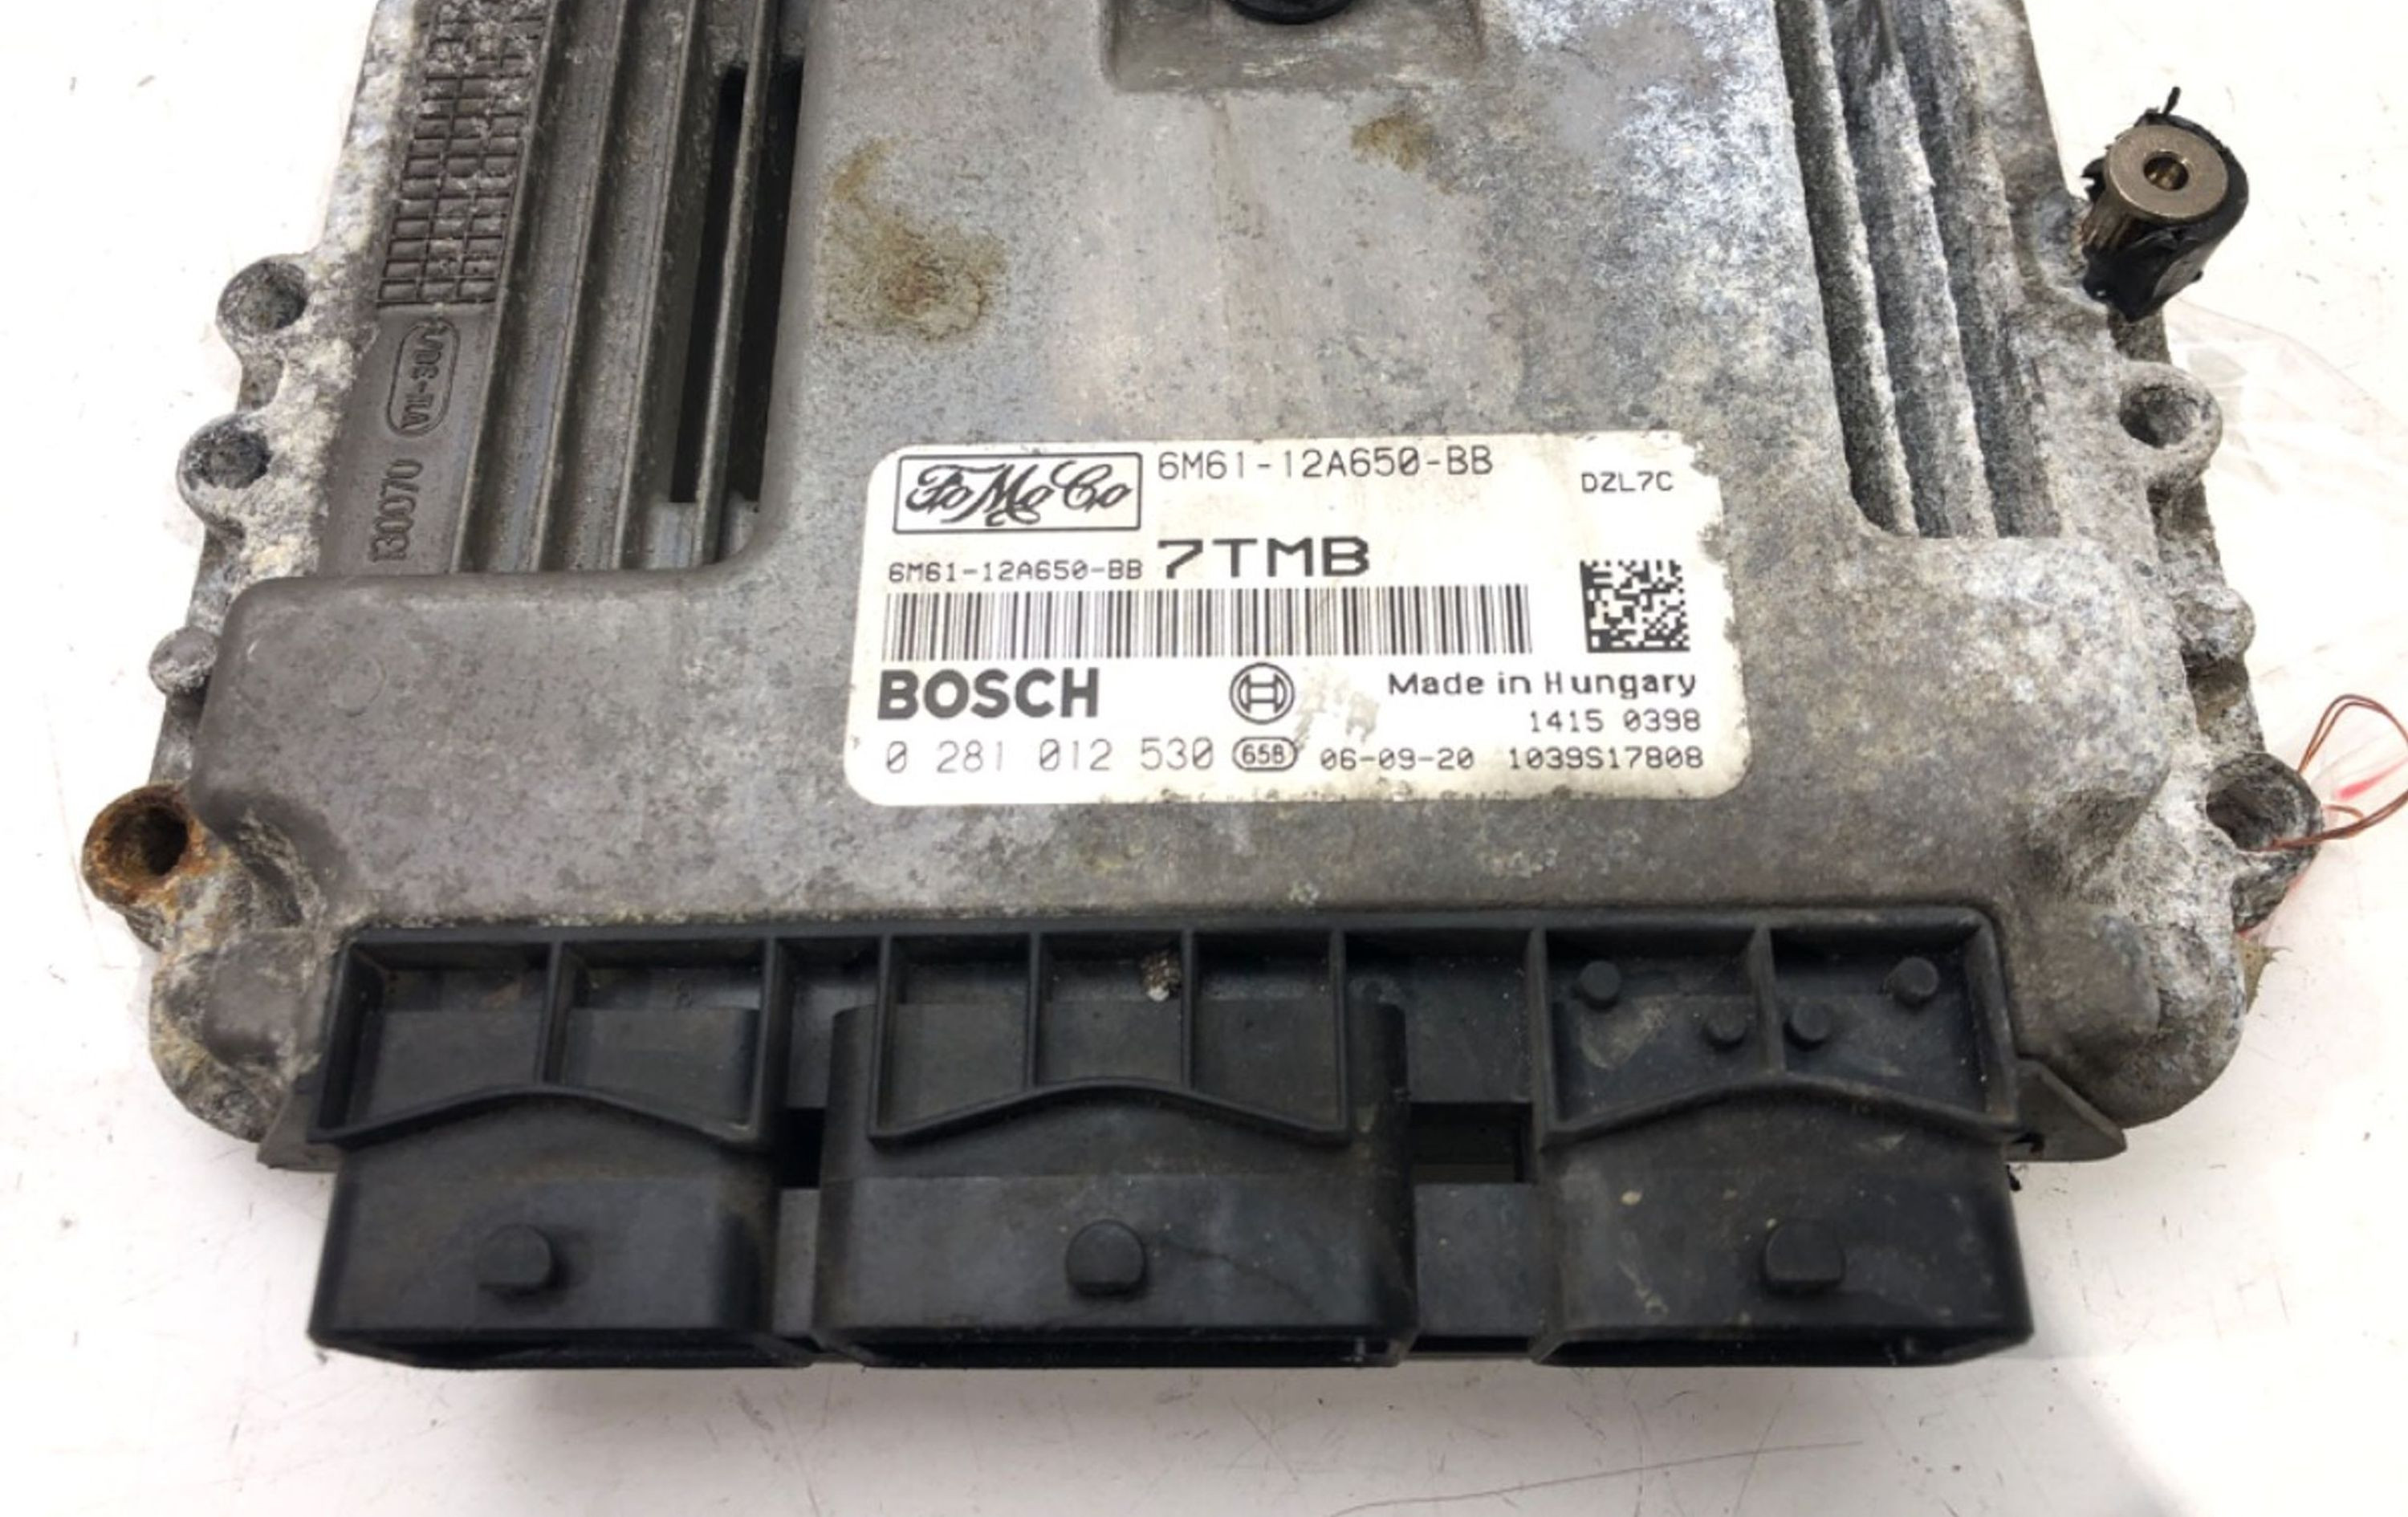 130070
FoMoCo 6M61-12A650-BB DZL7C
6M61-12A650-BB 7TMB
BOSCH Made in Hungary
1415 0398
0 281 012 530 658 06-09-20 1039S17808